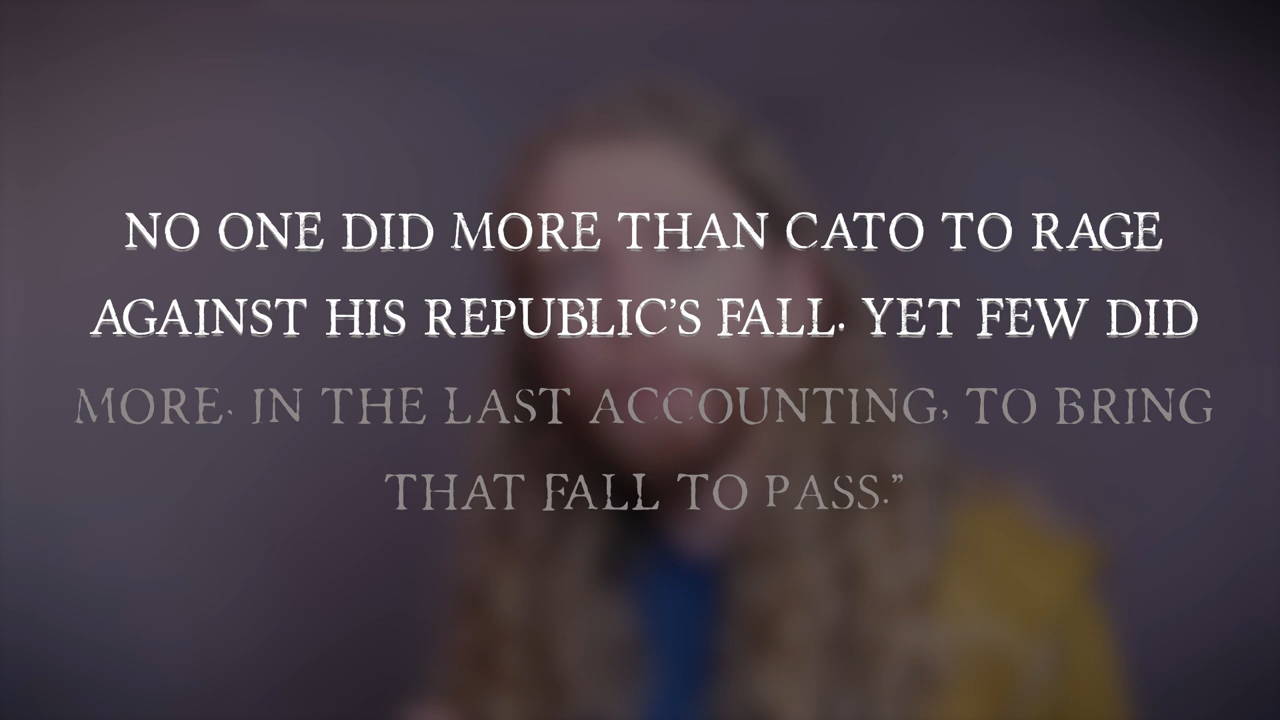 NO ONE DID MORE THAN CATO TO RAGE
AGAINST HIS REPUBLIC'S FALL. YET FEW DID
MORE, IN THE LAST ACCOUNTING, TO BRING
THAT FALL TO PASS.”